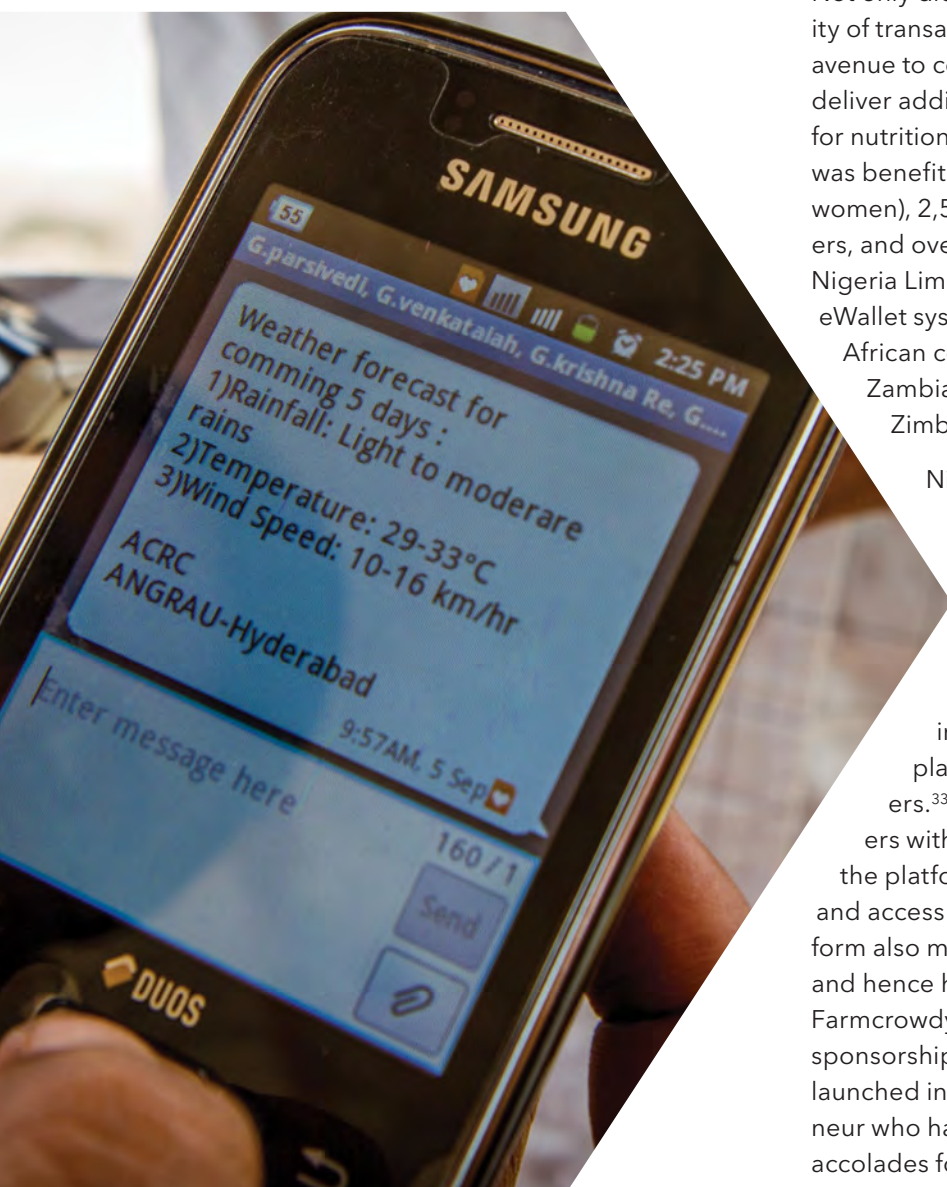 SAMSUNG
55
2:25 PM
G.parsivedi, G.venkataiah, G.krishna Re, G....
Weather forecast for
comming 5 days :
1)Rainfall: Light to moderare
rains
2)Temperature: 29-33°C
3)Wind Speed: 10-16 km/hr
ACRC
ANGRAU-Hyderabad
9:57AM, 5 Sep
Enter message here
160 / 1
Send
DUOS
ity of transa
avenue to c
deliver addi
for nutrition
was benefit
women), 2,5
ers, and ove
Nigeria Lim
eWallet sys
African c
Zambia
Zimb
N
in
pla
ers.33
ers with
the platfo
and access
form also m
and hence h
Farmcrowdy
sponsorship
launched in
neur who ha
accolades fo